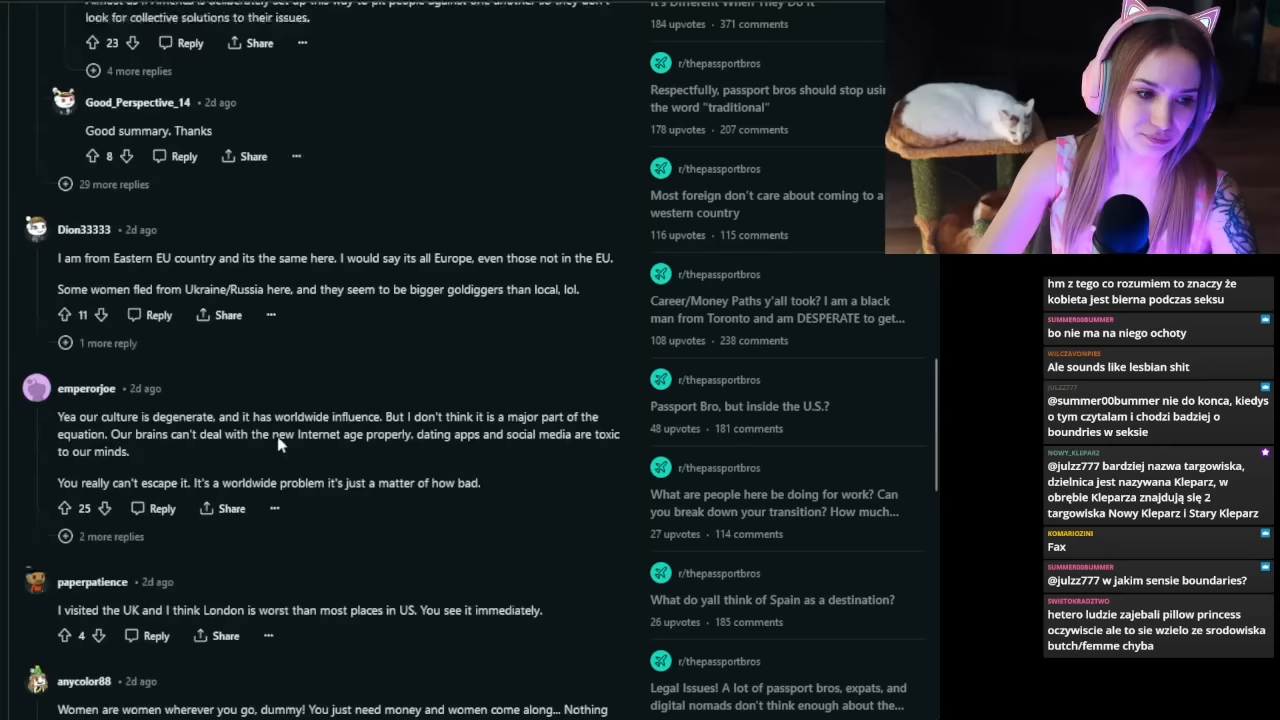 look for collective solutions to their issues.
23 Reply Share
4 more replies
Good_Perspective_14 • 2d ago
Good summary. Thanks
8 Reply Share
29 more replies
Dion33333 • 2d ago
I am from Eastern EU country and its the same here. I would say its all Europe, even those not in the EU.
Some women fled from Ukraine/Russia here, and they seem to be bigger goldiggers than local, lol.
11 Reply Share
1 more reply
emperorjoe • 2d ago
Yea our culture is degenerate, and it has worldwide influence. But I don't think it is a major part of the
equation. Our brains can't deal with the new Internet age properly. dating apps and social media are toxic
to our minds.
You really can't escape it. It's a worldwide problem it's just a matter of how bad.
25 Reply Share
2 more replies
paperpatience • 2d ago
I visited the UK and I think London is worst than most places in US. You see it immediately.
4 Reply Share
anycolor88 • 2d ago
Women are women wherever you go, dummy! You just need money and women come along... Nothing
184 upvotes • 371 comments
r/thepassportbros
Respectfully, passport bros should stop usin
the word "traditional"
178 upvotes • 207 comments
r/thepassportbros
Most foreign don't care about coming to a
western country
116 upvotes • 115 comments
r/thepassportbros
Career/Money Paths y'all took? I am a black
man from Toronto and am DESPERATE to get...
108 upvotes • 238 comments
r/thepassportbros
Passport Bro, but inside the U.S.?
48 upvotes • 181 comments
r/thepassportbros
What are people here be doing for work? Can
you break down your transition? How much...
27 upvotes • 114 comments
r/thepassportbros
What do yall think of Spain as a destination?
26 upvotes • 185 comments
r/thepassportbros
Legal Issues! A lot of passport bros, expats, and
digital nomads don't think enough about the...
hm z tego co rozumiem to znaczy że
kobieta jest bierna podczas seksu
SUMMER00BUMMER
bo nie ma na niego ochoty
WILCZAVONPIES
Ale sounds like lesbian shit
JULZZ777
@summer00bummer nie do konca, kiedys
o tym czytalam i chodzi badziej o
boundries w seksie
NOWY_KLEPARZ
@julzz777 bardziej nazwa targowiska,
dzielnica jest nazywana Kleparz, w
obrębie Kleparza znajdują się 2
targowiska Nowy Kleparz i Stary Kleparz
KOMARIOZINI
Fax
SUMMER00BUMMER
@julzz777 w jakim sensie boundaries?
SWIETOKRADZTWO
hetero ludzie zajebali pillow princess
oczywiscie ale to sie wzielo ze srodowiska
butch/femme chyba